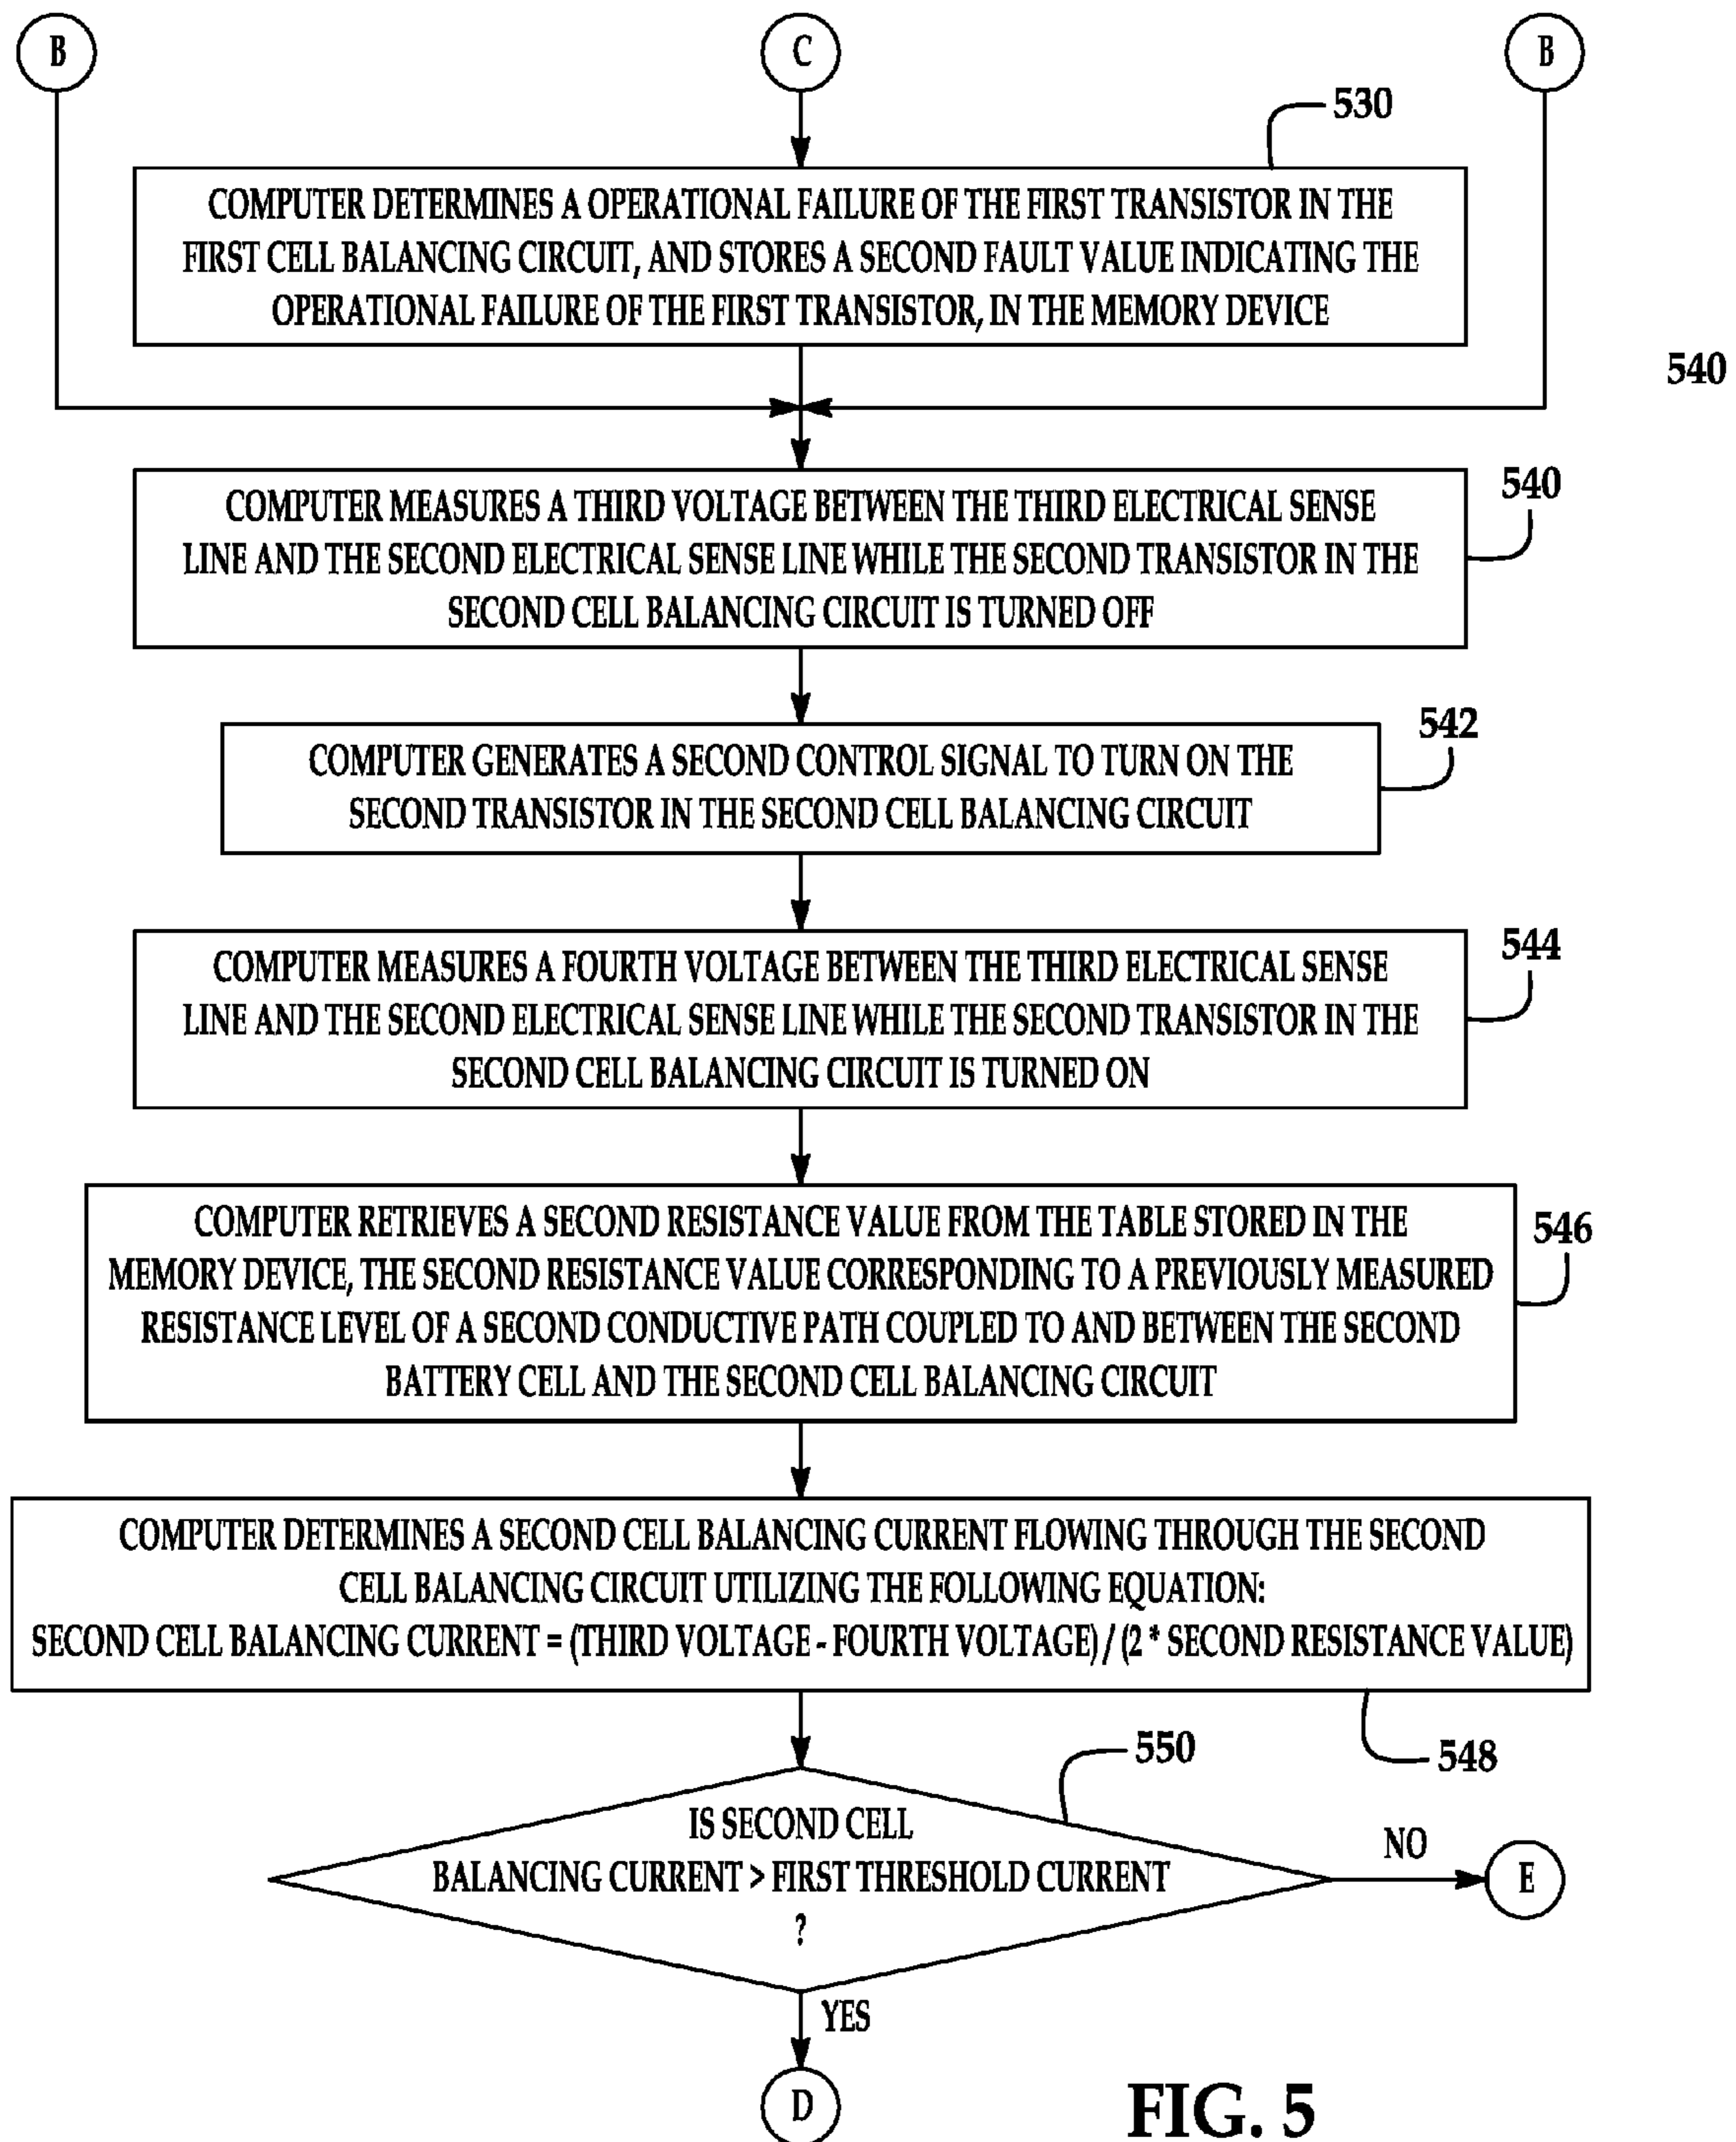 B
C
B
530
COMPUTER DETERMINES A OPERATIONAL FAILURE OF THE FIRST TRANSISTOR IN THE
FIRST CELL BALANCING CIRCUIT, AND STORES A SECOND FAULT VALUE INDICATING THE
OPERATIONAL FAILURE OF THE FIRST TRANSISTOR, IN THE MEMORY DEVICE
540
540
COMPUTER MEASURES A THIRD VOLTAGE BETWEEN THE THIRD ELECTRICAL SENSE
LINE AND THE SECOND ELECTRICAL SENSE LINE WHILE THE SECOND TRANSISTOR IN THE
SECOND CELL BALANCING CIRCUIT IS TURNED OFF
542
COMPUTER GENERATES A SECOND CONTROL SIGNAL TO TURN ON THE
SECOND TRANSISTOR IN THE SECOND CELL BALANCING CIRCUIT
544
COMPUTER MEASURES A FOURTH VOLTAGE BETWEEN THE THIRD ELECTRICAL SENSE
LINE AND THE SECOND ELECTRICAL SENSE LINE WHILE THE SECOND TRANSISTOR IN THE
SECOND CELL BALANCING CIRCUIT IS TURNED ON
546
COMPUTER RETRIEVES A SECOND RESISTANCE VALUE FROM THE TABLE STORED IN THE
MEMORY DEVICE, THE SECOND RESISTANCE VALUE CORRESPONDING TO A PREVIOUSLY MEASURED
RESISTANCE LEVEL OF A SECOND CONDUCTIVE PATH COUPLED TO AND BETWEEN THE SECOND
BATTERY CELL AND THE SECOND CELL BALANCING CIRCUIT
COMPUTER DETERMINES A SECOND CELL BALANCING CURRENT FLOWING THROUGH THE SECOND
CELL BALANCING CIRCUIT UTILIZING THE FOLLOWING EQUATION:
SECOND CELL BALANCING CURRENT = (THIRD VOLTAGE - FOURTH VOLTAGE) / (2 * SECOND RESISTANCE VALUE)
548
550
IS SECOND CELL
BALANCING CURRENT > FIRST THRESHOLD CURRENT
?
NO
E
YES
D
FIG. 5